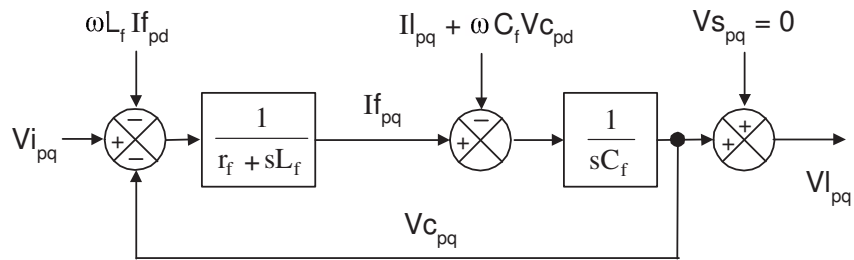 ωL_f If_pd
Il_pq + ω C_f Vc_pd
Vs_pq = 0
Vi_pq
+
−
−
1
r_f + sL_f
If_pq
+
−
1
sC_f
+
+
Vl_pq
Vc_pq